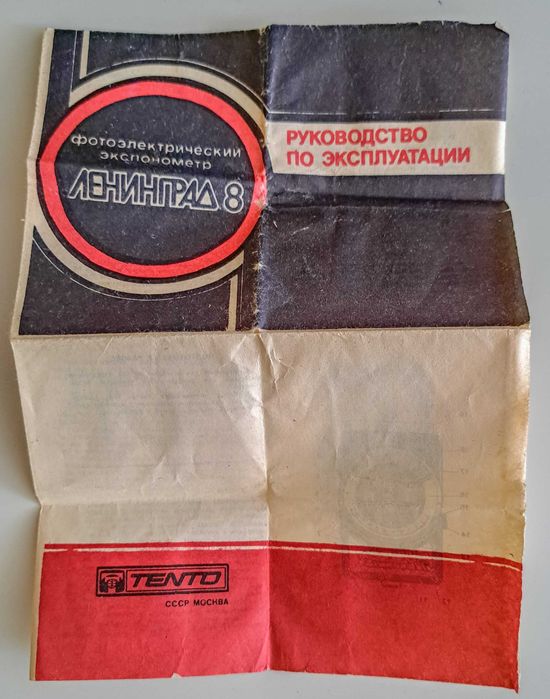 фотоэлектрический
экспонометр
ЛЕНИНГРАД 8
РУКОВОДСТВО
ПО ЭКСПЛУАТАЦИИ
TENTO
СССР МОСКВА